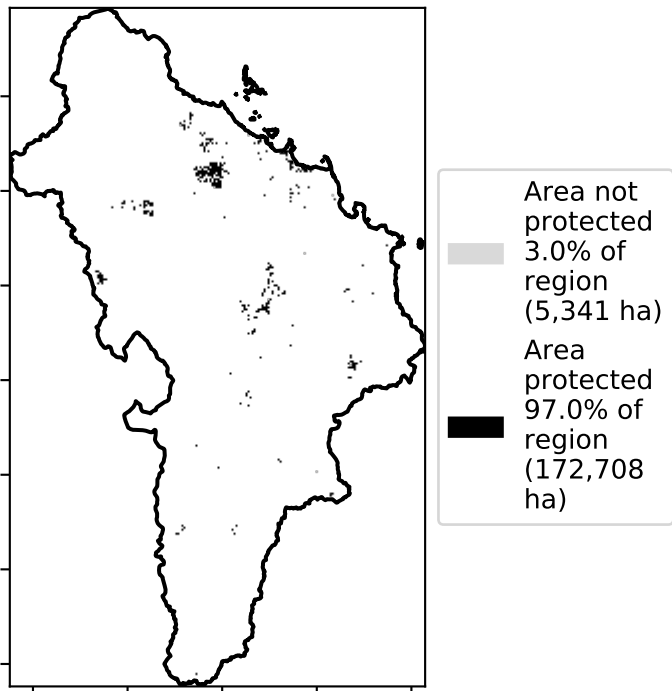 Area not
protected
3.0% of
region
(5,341 ha)
Area
protected
97.0% of
region
(172,708
ha)